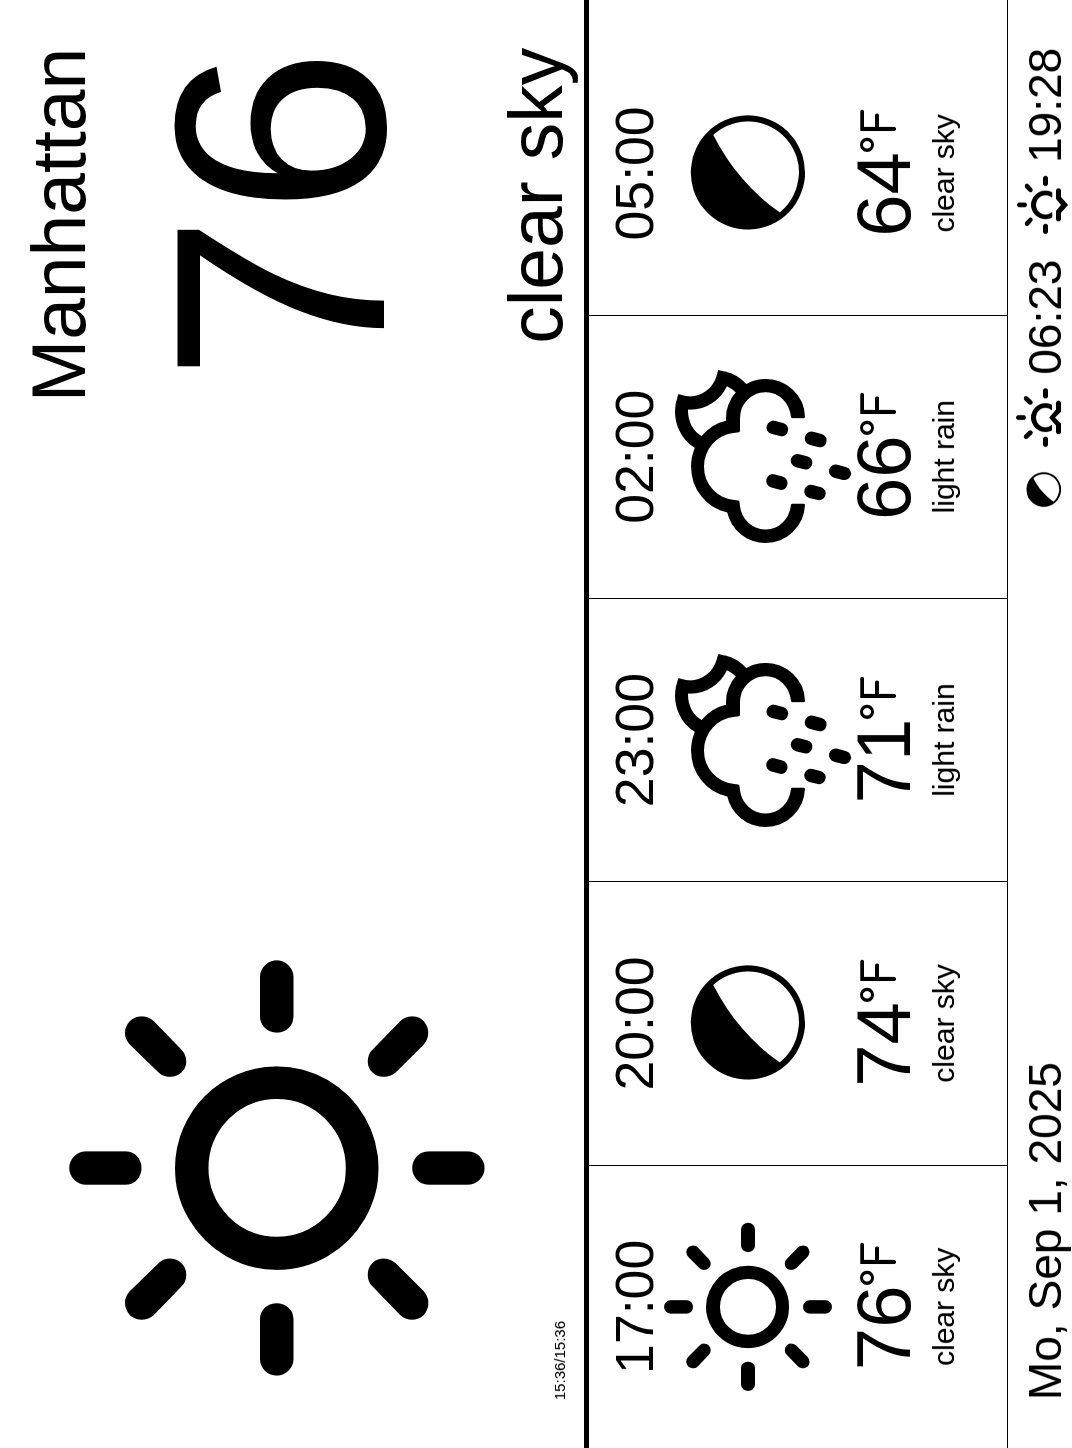 Manhattan
76
clear sky
15:36/15:36
17:00
76°F
clear sky
20:00
74°F
clear sky
23:00
71°F
light rain
02:00
66°F
light rain
05:00
64°F
clear sky
Mo, Sep 1, 2025
06:23
19:28